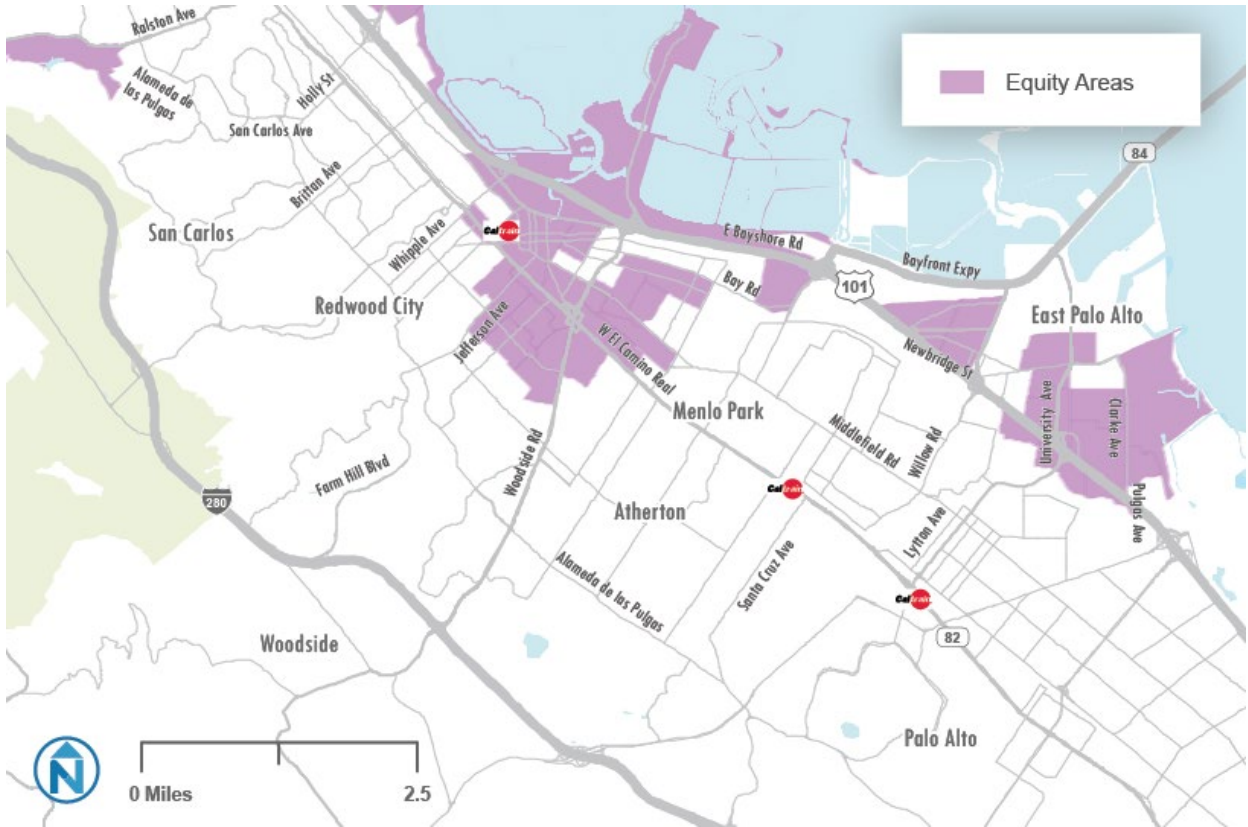 Ralston Ave
Equity Areas
Alameda de
las Pulgas
Holly St
San Carlos Ave
84
Brittan Ave
San Carlos
Whipple Ave
Caltrain
E Bayshore Rd
Bayfront Expy
Bay Rd
101
Redwood City
East Palo Alto
Jefferson Ave
W El Camino Real
Newbridge St
Menlo Park
University Ave
Clarke Ave
Middlefield Rd
Willow Rd
Farm Hill Blvd
Woodside Rd
280
Caltrain
Atherton
Pulgas Ave
Lytton Ave
Santa Cruz Ave
Alameda de las Pulgas
Caltrain
Woodside
82
Palo Alto
N
0 Miles
2.5